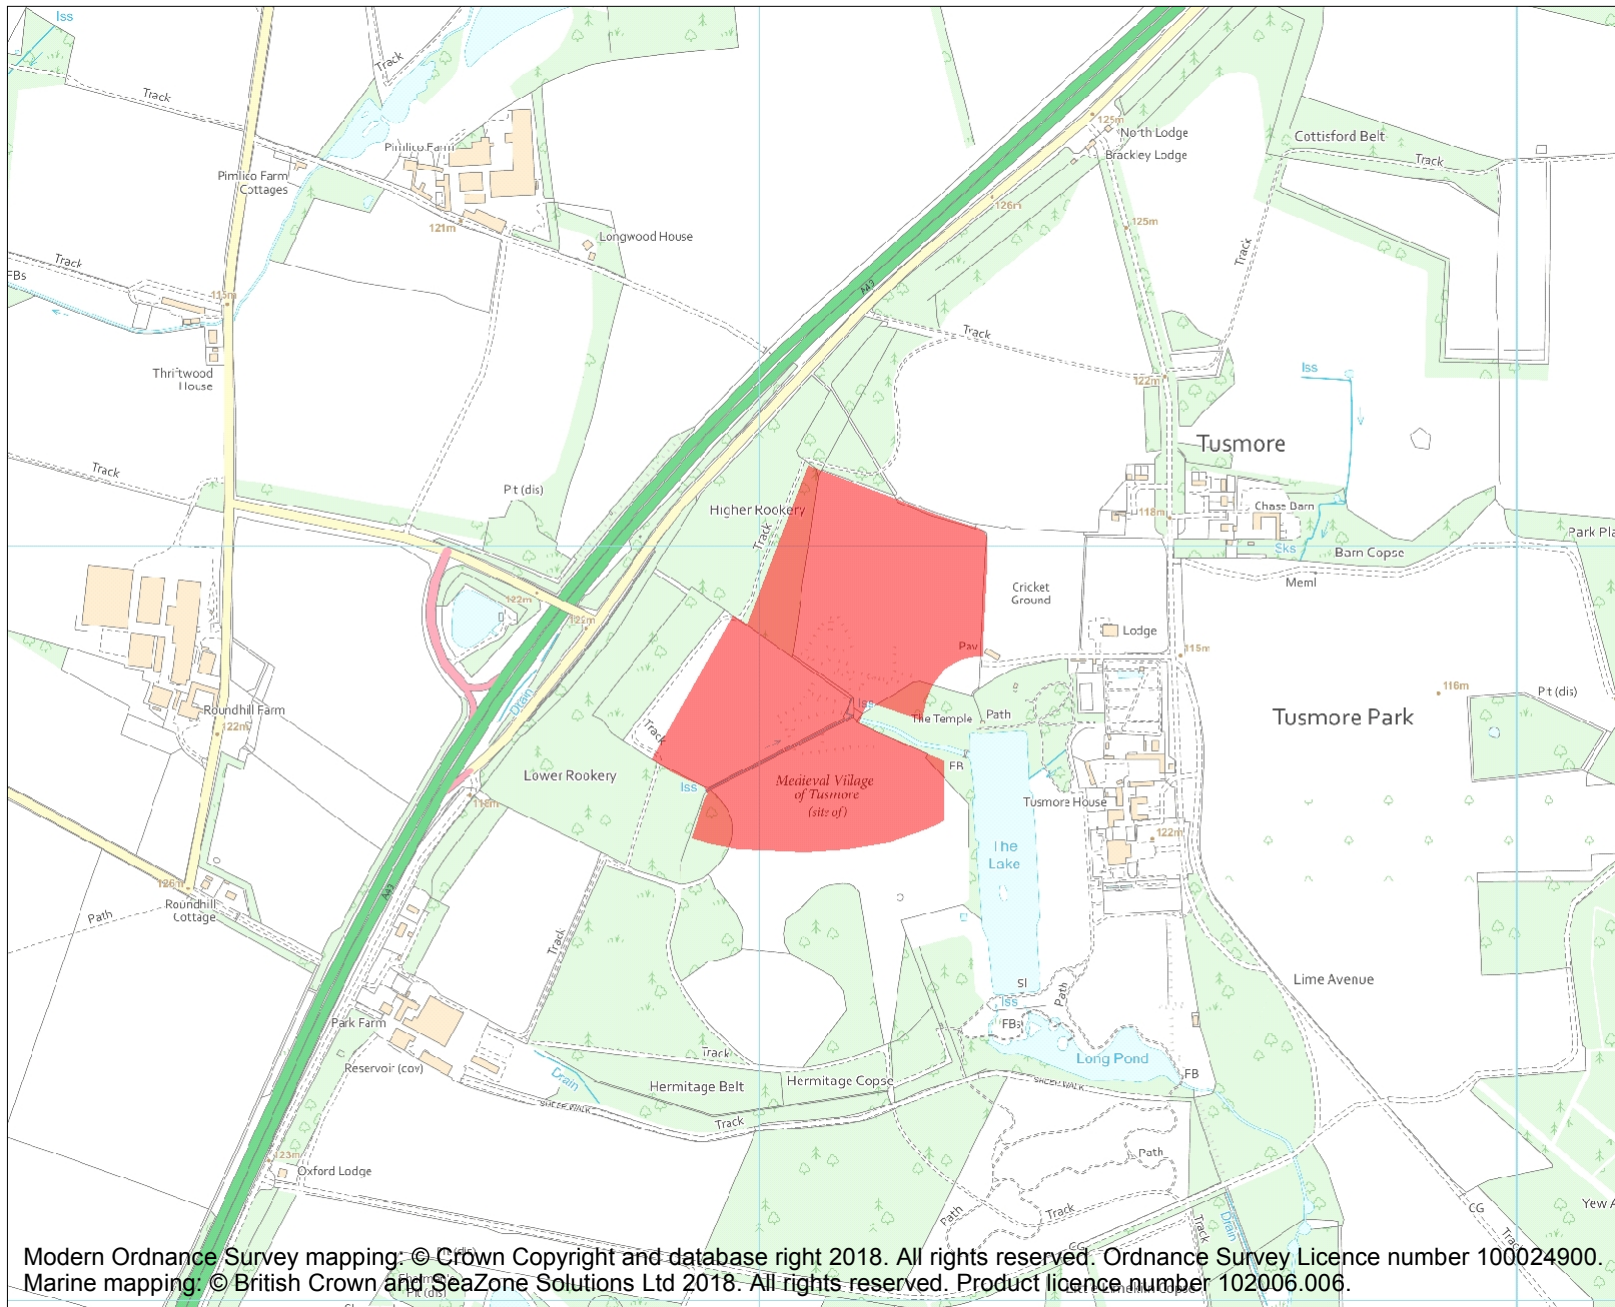 Iss
Track
Track
Pimlico Farm
Pimlico Farm
Cottages
121m
Longwood House
125m
North Lodge
Brackley Lodge
Cottisford Belt
Track
126m
125m
Track
Track
FBs
115m
A43
Track
Thriftwood
House
122m
Iss
Tusmore
Track
Pt (dis)
Higher Rookery
Track
118m
Chase Barn
Sks
Barn Copse
Meml
Cricket
Ground
122m
Lodge
Pav
115m
Drain
Roundhill Farm
122m
Track
Iss
The Temple
Path
116m
Pt (dis)
Tusmore Park
Lower Rookery
Iss
FB
Medieval Village
of Tusmore
(site of)
Tusmore House
118m
122m
The
Lake
126m
Roundhill
Cottage
A43
Path
Track
Sl
Iss
Path
FBs
Lime Avenue
Park Farm
Reservoir (cov)
Drain
Track
Hermitage Belt
Hermitage Copse
Long Pond
FB
Track
Path
123m
Oxford Lodge
Path
Track
Track
Drain
CG
Track
Modern Ordnance Survey mapping: © Crown Copyright and database right 2018. All rights reserved. Ordnance Survey Licence number 100024900.
Marine mapping: © British Crown and SeaZone Solutions Ltd 2018. All rights reserved. Product licence number 102006.006.